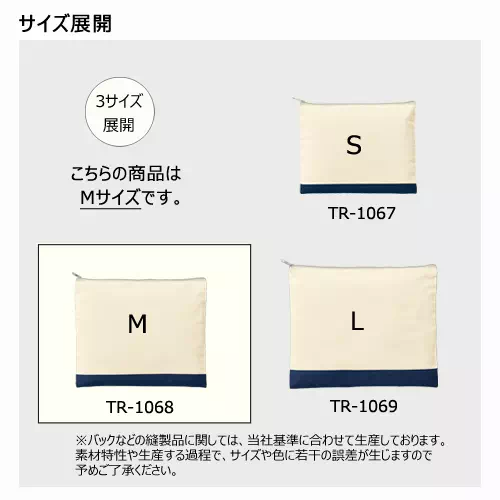 サイズ展開
3サイズ
展開
こちらの商品は
Mサイズです。
S
TR-1067
M
TR-1068
L
TR-1069
※バックなどの縫製品に関しては、当社基準に合わせて生産しております。
素材特性や生産する過程で、サイズや色に若干の誤差が生じますので
予めご了承ください。